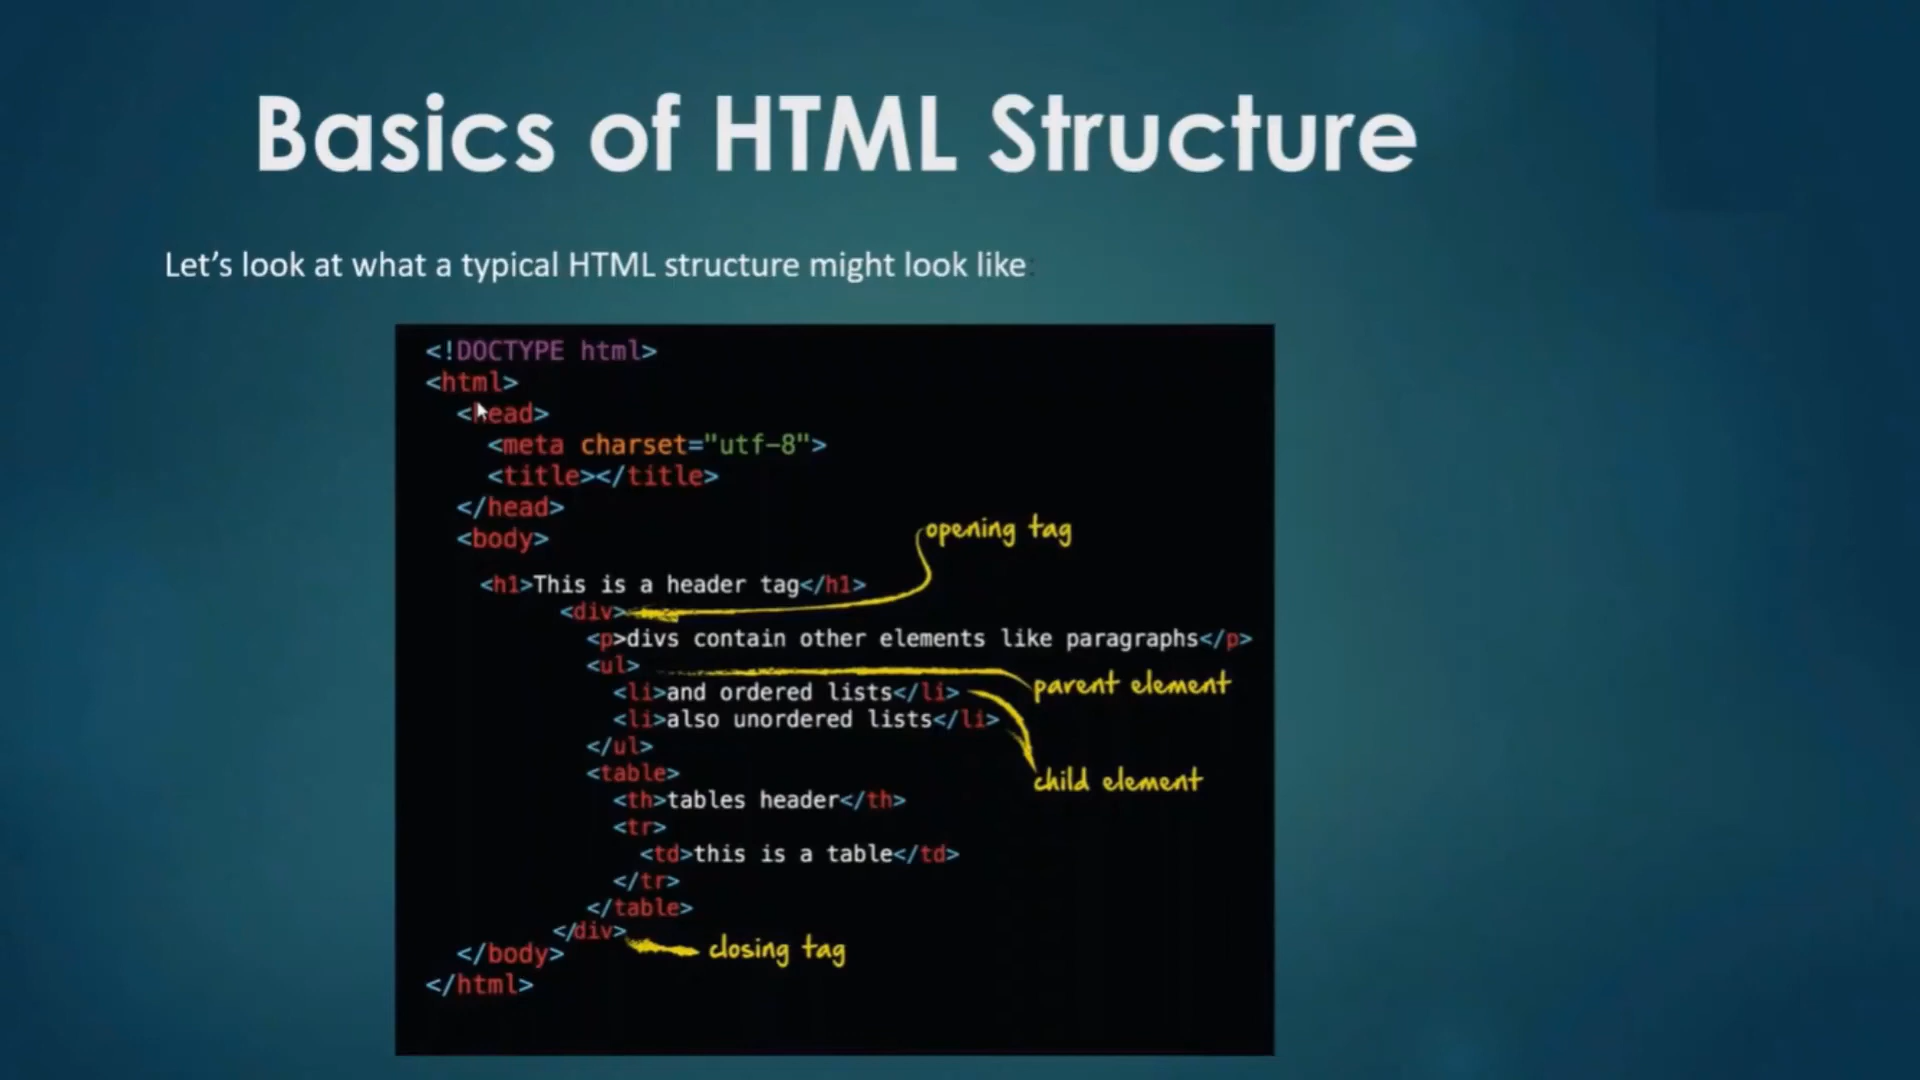 Basics of HTML Structure
Let's look at what a typical HTML structure might look like:
<!DOCTYPE html>
<html>
<head>
<meta charset="utf-8">
<title></title>
</head>
<body>
opening tag
<h1>This is a header tag</h1>
<div>
<p>divs contain other elements like paragraphs</p>
<ul>
parent element
<li>and ordered lists</li>
<li>also unordered lists</li>
</ul>
<table>
child element
<th>tables header</th>
<tr>
<td>this is a table</td>
</tr>
</table>
</div>
closing tag
</body>
</html>